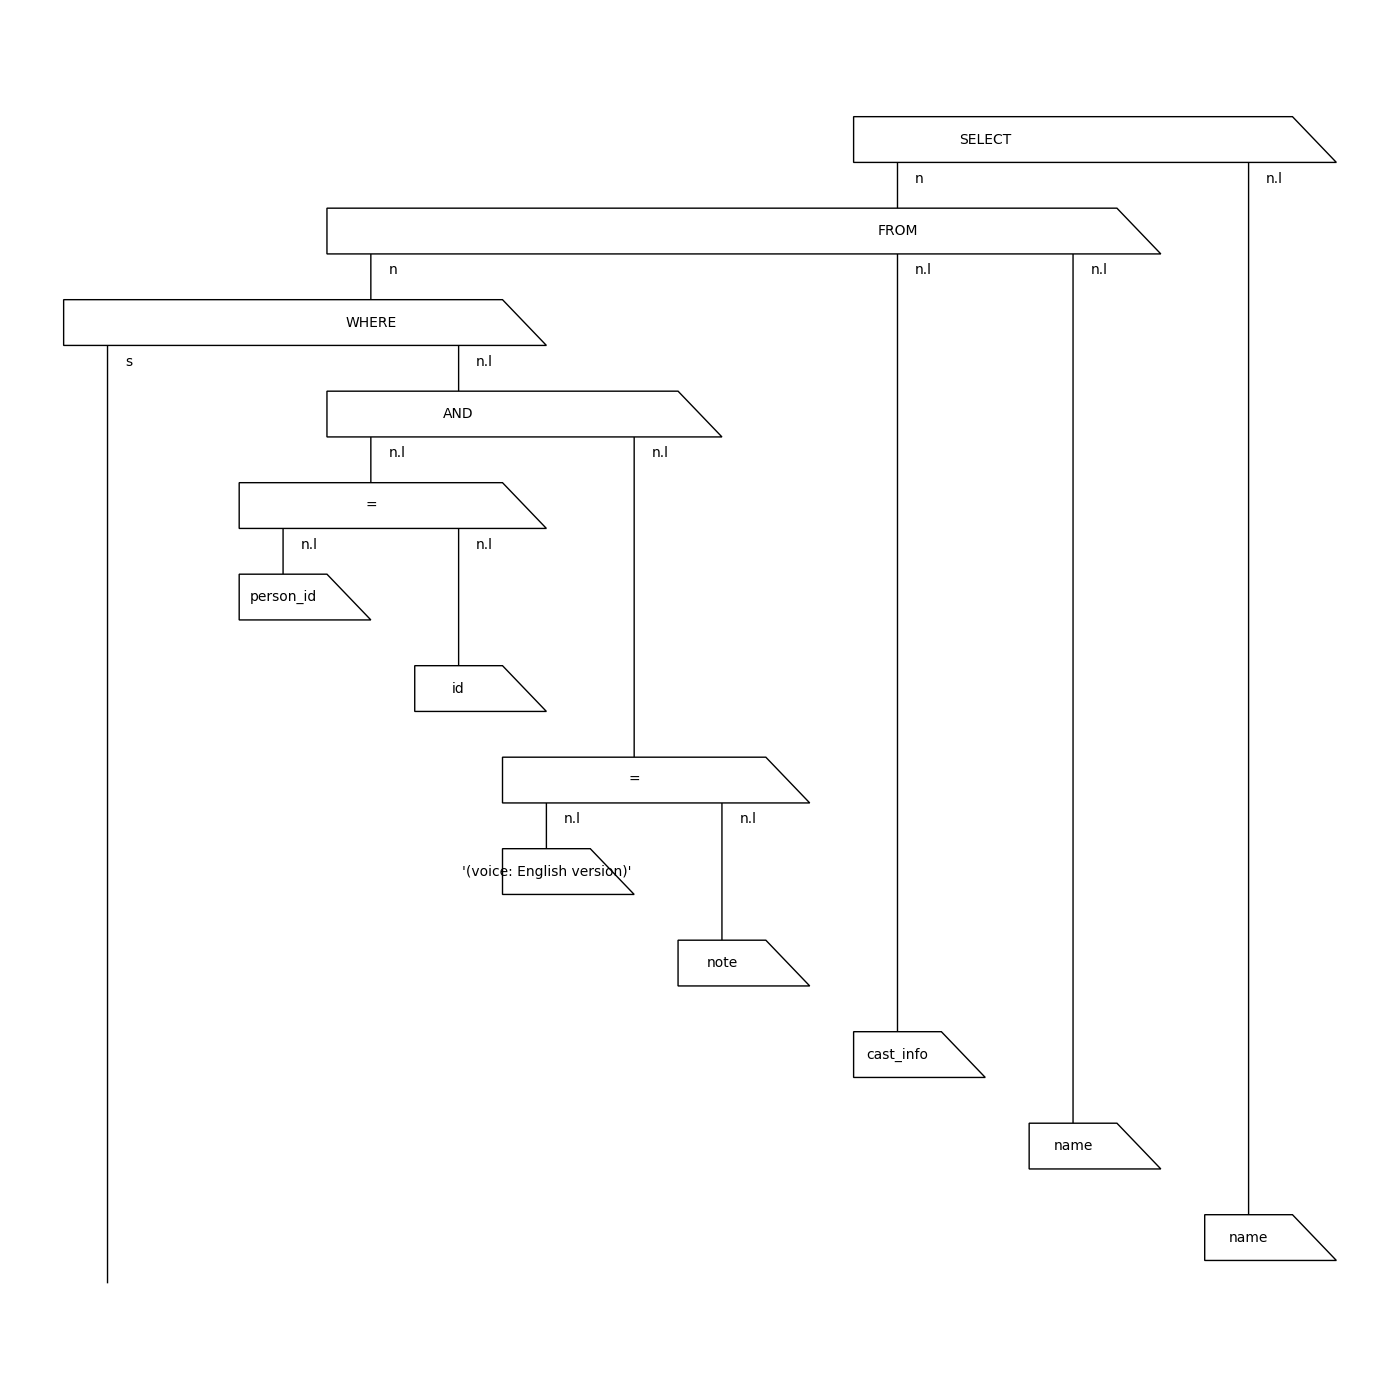 SELECT
n n.l
FROM
n n.l n.l
WHERE
s n.l
AND
n.l n.l
=
n.l n.l
person_id
id
=
n.l n.l
'(voice: English version)'
note
cast_info
name
name